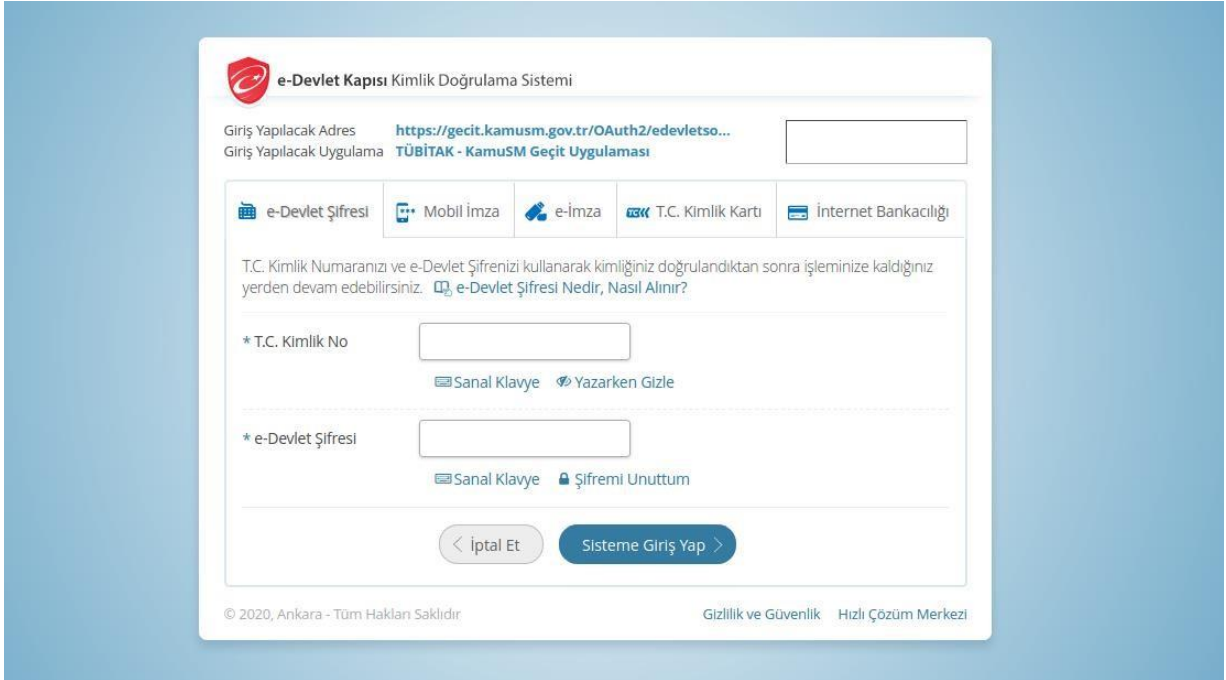 e-Devlet Kapısı Kimlik Doğrulama Sistemi
Giriş Yapılacak Adres https://gecit.kamusm.gov.tr/OAuth2/edevletso...
Giriş Yapılacak Uygulama TÜBİTAK - KamuSM Geçit Uygulaması
e-Devlet Şifresi Mobil İmza e-İmza T.C. Kimlik Kartı İnternet Bankacılığı
T.C. Kimlik Numaranızı ve e-Devlet Şifrenizi kullanarak kimliğiniz doğrulandıktan sonra işleminize kaldığınız
yerden devam edebilirsiniz. e-Devlet Şifresi Nedir, Nasıl Alınır?
* T.C. Kimlik No
Sanal Klavye Yazarken Gizle
* e-Devlet Şifresi
Sanal Klavye Şifremi Unuttum
İptal Et Sisteme Giriş Yap
© 2020, Ankara - Tüm Hakları Saklıdır Gizlilik ve Güvenlik Hızlı Çözüm Merkezi